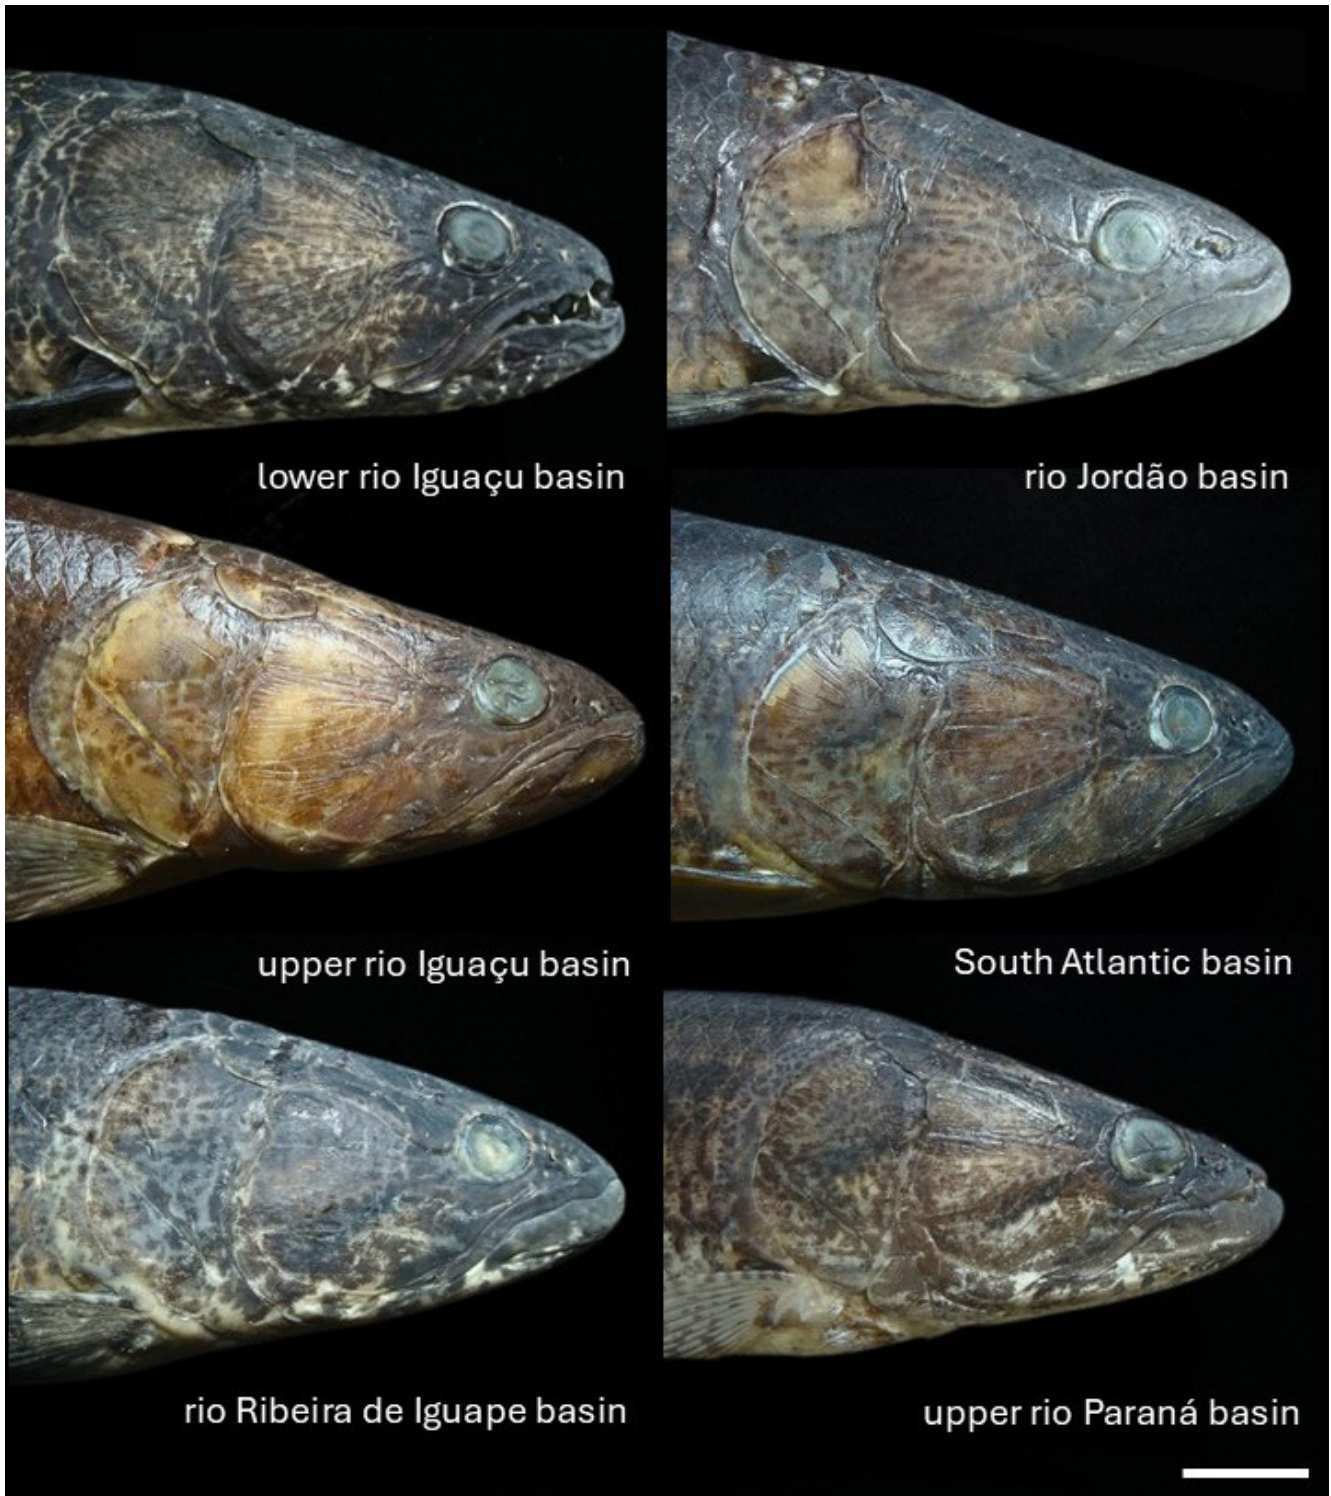 lower rio Iguaçu basin
rio Jordão basin
upper rio Iguaçu basin
South Atlantic basin
rio Ribeira de Iguape basin
upper rio Paraná basin